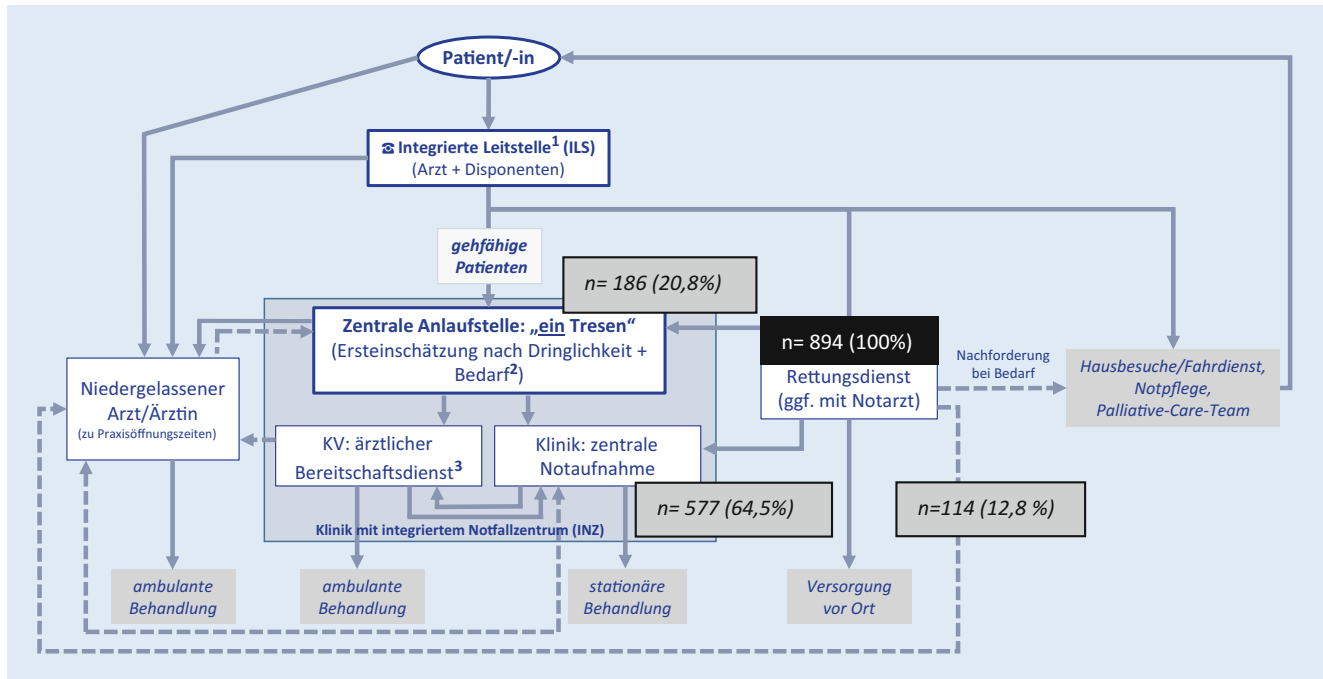 Patient/-in
☎ Integrierte Leitstelle¹ (ILS)
(Arzt + Disponenten)
gehfähige
Patienten
n= 186 (20,8%)
Zentrale Anlaufstelle: „ein Tresen“
(Ersteinschätzung nach Dringlichkeit +
Bedarf²)
n= 894 (100%)
Rettungsdienst
(ggf. mit Notarzt)
Nachforderung
bei Bedarf
Hausbesuche/Fahrdienst,
Notpflege,
Palliative-Care-Team
Niedergelassener
Arzt/Ärztin
(zu Praxisöffnungszeiten)
KV: ärztlicher
Bereitschaftsdienst³
Klinik: zentrale
Notaufnahme
n= 577 (64,5%)
n=114 (12,8 %)
Klinik mit integriertem Notfallzentrum (INZ)
ambulante
Behandlung
ambulante
Behandlung
stationäre
Behandlung
Versorgung
vor Ort